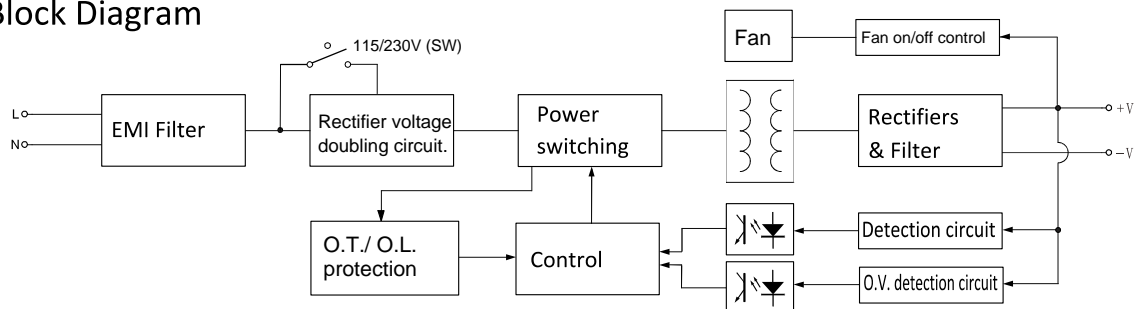 Block Diagram
115/230V (SW)
Fan
Fan on/off control
L
N
EMI Filter
Rectifier voltage
doubling circuit.
Power
switching
Rectifiers
& Filter
+V
-V
O.T./ O.L.
protection
Control
Detection circuit
O.V. detection circuit